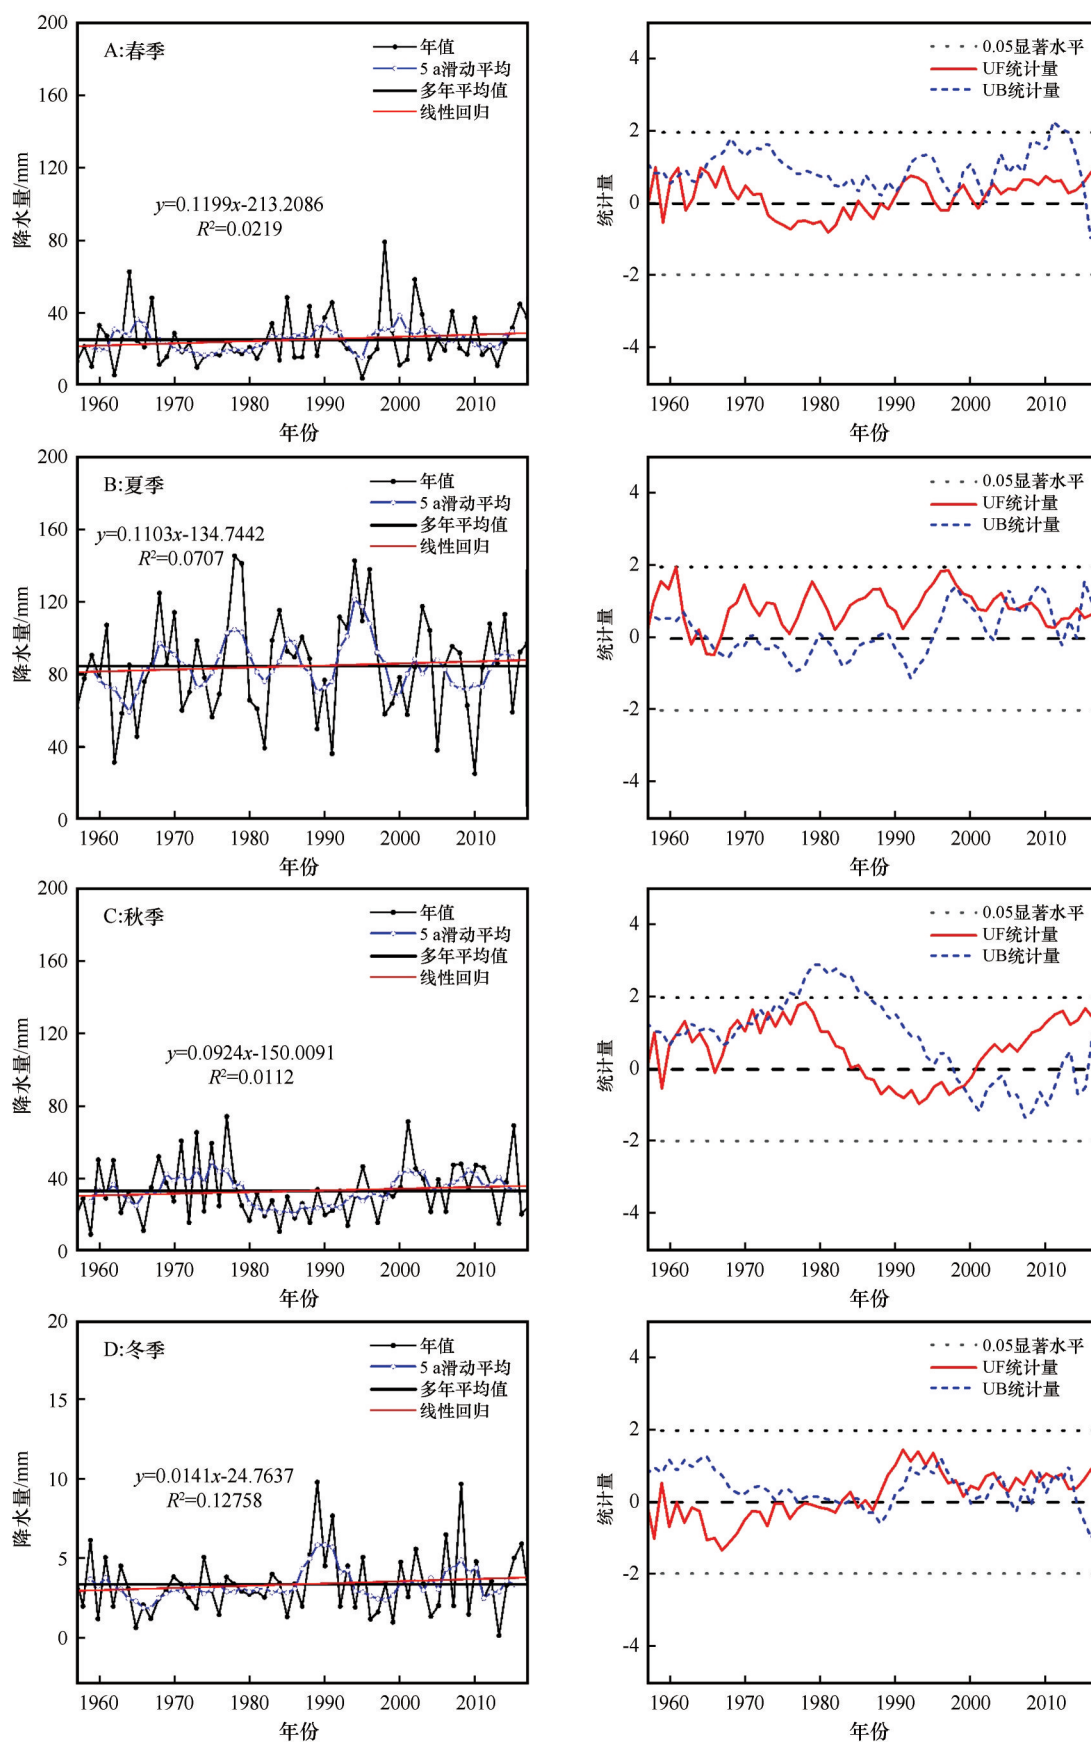 200
160
120
80
40
0
降水量/mm
A:春季
年值
5 a滑动平均
多年平均值
线性回归
y=0.1199x-213.2086
R²=0.0219
1960 1970 1980 1990 2000 2010
年份
4
2
0
-2
-4
统计量
0.05显著水平
UF统计量
UB统计量
1960 1970 1980 1990 2000 2010
年份
200
160
120
80
40
0
降水量/mm
B:夏季
年值
5 a滑动平均
多年平均值
线性回归
y=0.1103x-134.7442
R²=0.0707
1960 1970 1980 1990 2000 2010
年份
4
2
0
-2
-4
统计量
0.05显著水平
UF统计量
UB统计量
1960 1970 1980 1990 2000 2010
年份
200
160
120
80
40
0
降水量/mm
C:秋季
年值
5 a滑动平均
多年平均值
线性回归
y=0.0924x-150.0091
R²=0.0112
1960 1970 1980 1990 2000 2010
年份
4
2
0
-2
-4
统计量
0.05显著水平
UF统计量
UB统计量
1960 1970 1980 1990 2000 2010
年份
20
15
10
5
0
降水量/mm
D:冬季
年值
5 a滑动平均
多年平均值
线性回归
y=0.0141x-24.7637
R²=0.12758
1960 1970 1980 1990 2000 2010
年份
4
2
0
-2
-4
统计量
0.05显著水平
UF统计量
UB统计量
1960 1970 1980 1990 2000 2010
年份